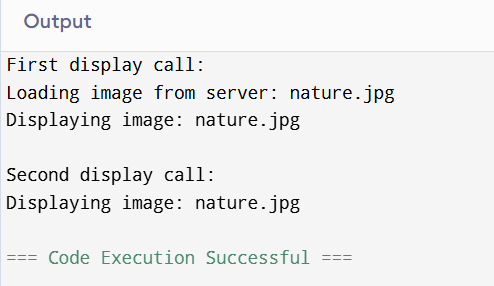 Output
First display call:
Loading image from server: nature.jpg
Displaying image: nature.jpg
Second display call:
Displaying image: nature.jpg
=== Code Execution Successful ===